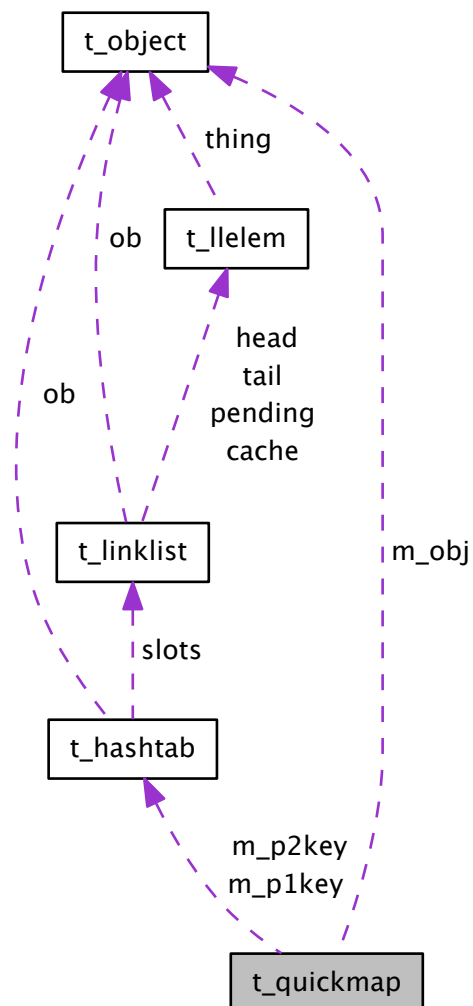 t_object
thing
ob
t_llelem
head
tail
pending
cache
ob
t_linklist
m_obj
slots
t_hashtab
m_p2key
m_p1key
t_quickmap